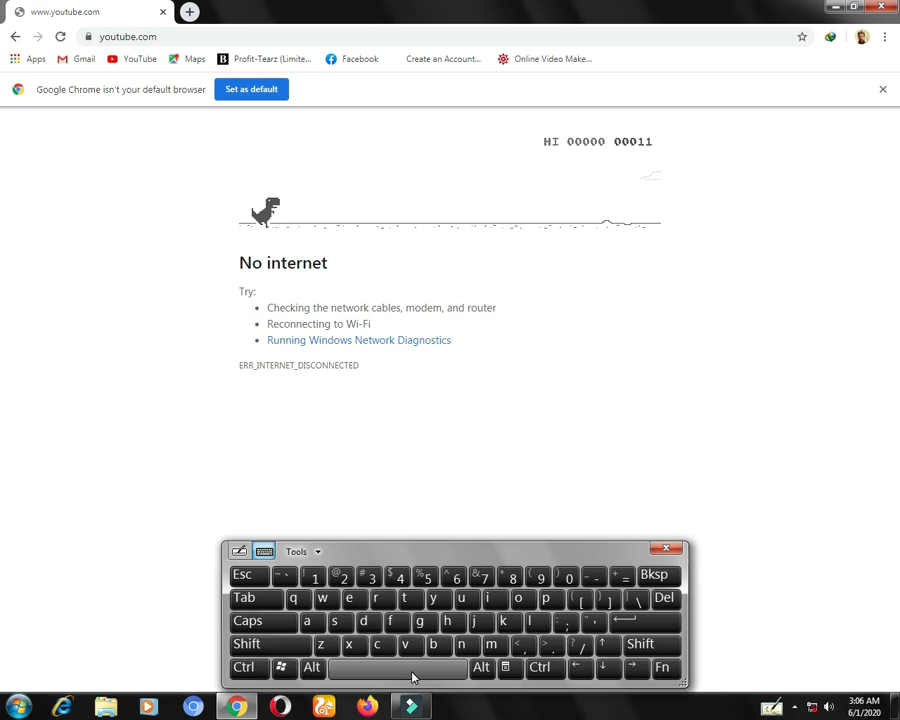 www.youtube.com
youtube.com
Apps Gmail YouTube Maps B Profit-Tearz (Limite... Facebook Create an Account... Online Video Make...
Google Chrome isn't your default browser Set as default
HI 00000 00011
No internet
Try:
• Checking the network cables, modem, and router
• Reconnecting to Wi-Fi
• Running Windows Network Diagnostics
ERR_INTERNET_DISCONNECTED
Tools
Esc ~ ` ! 1 @ 2 # 3 $ 4 % 5 ^ 6 & 7 * 8 ( 9 ) 0 _ - + = Bksp
Tab q w e r t y u i o p { [ } ] | \ Del
Caps a s d f g h j k l : ; " '
Shift z x c v b n m < , > . ? / ↑ Shift
Ctrl Alt Alt Ctrl ← ↓ → Fn
3:06 AM
6/1/2020